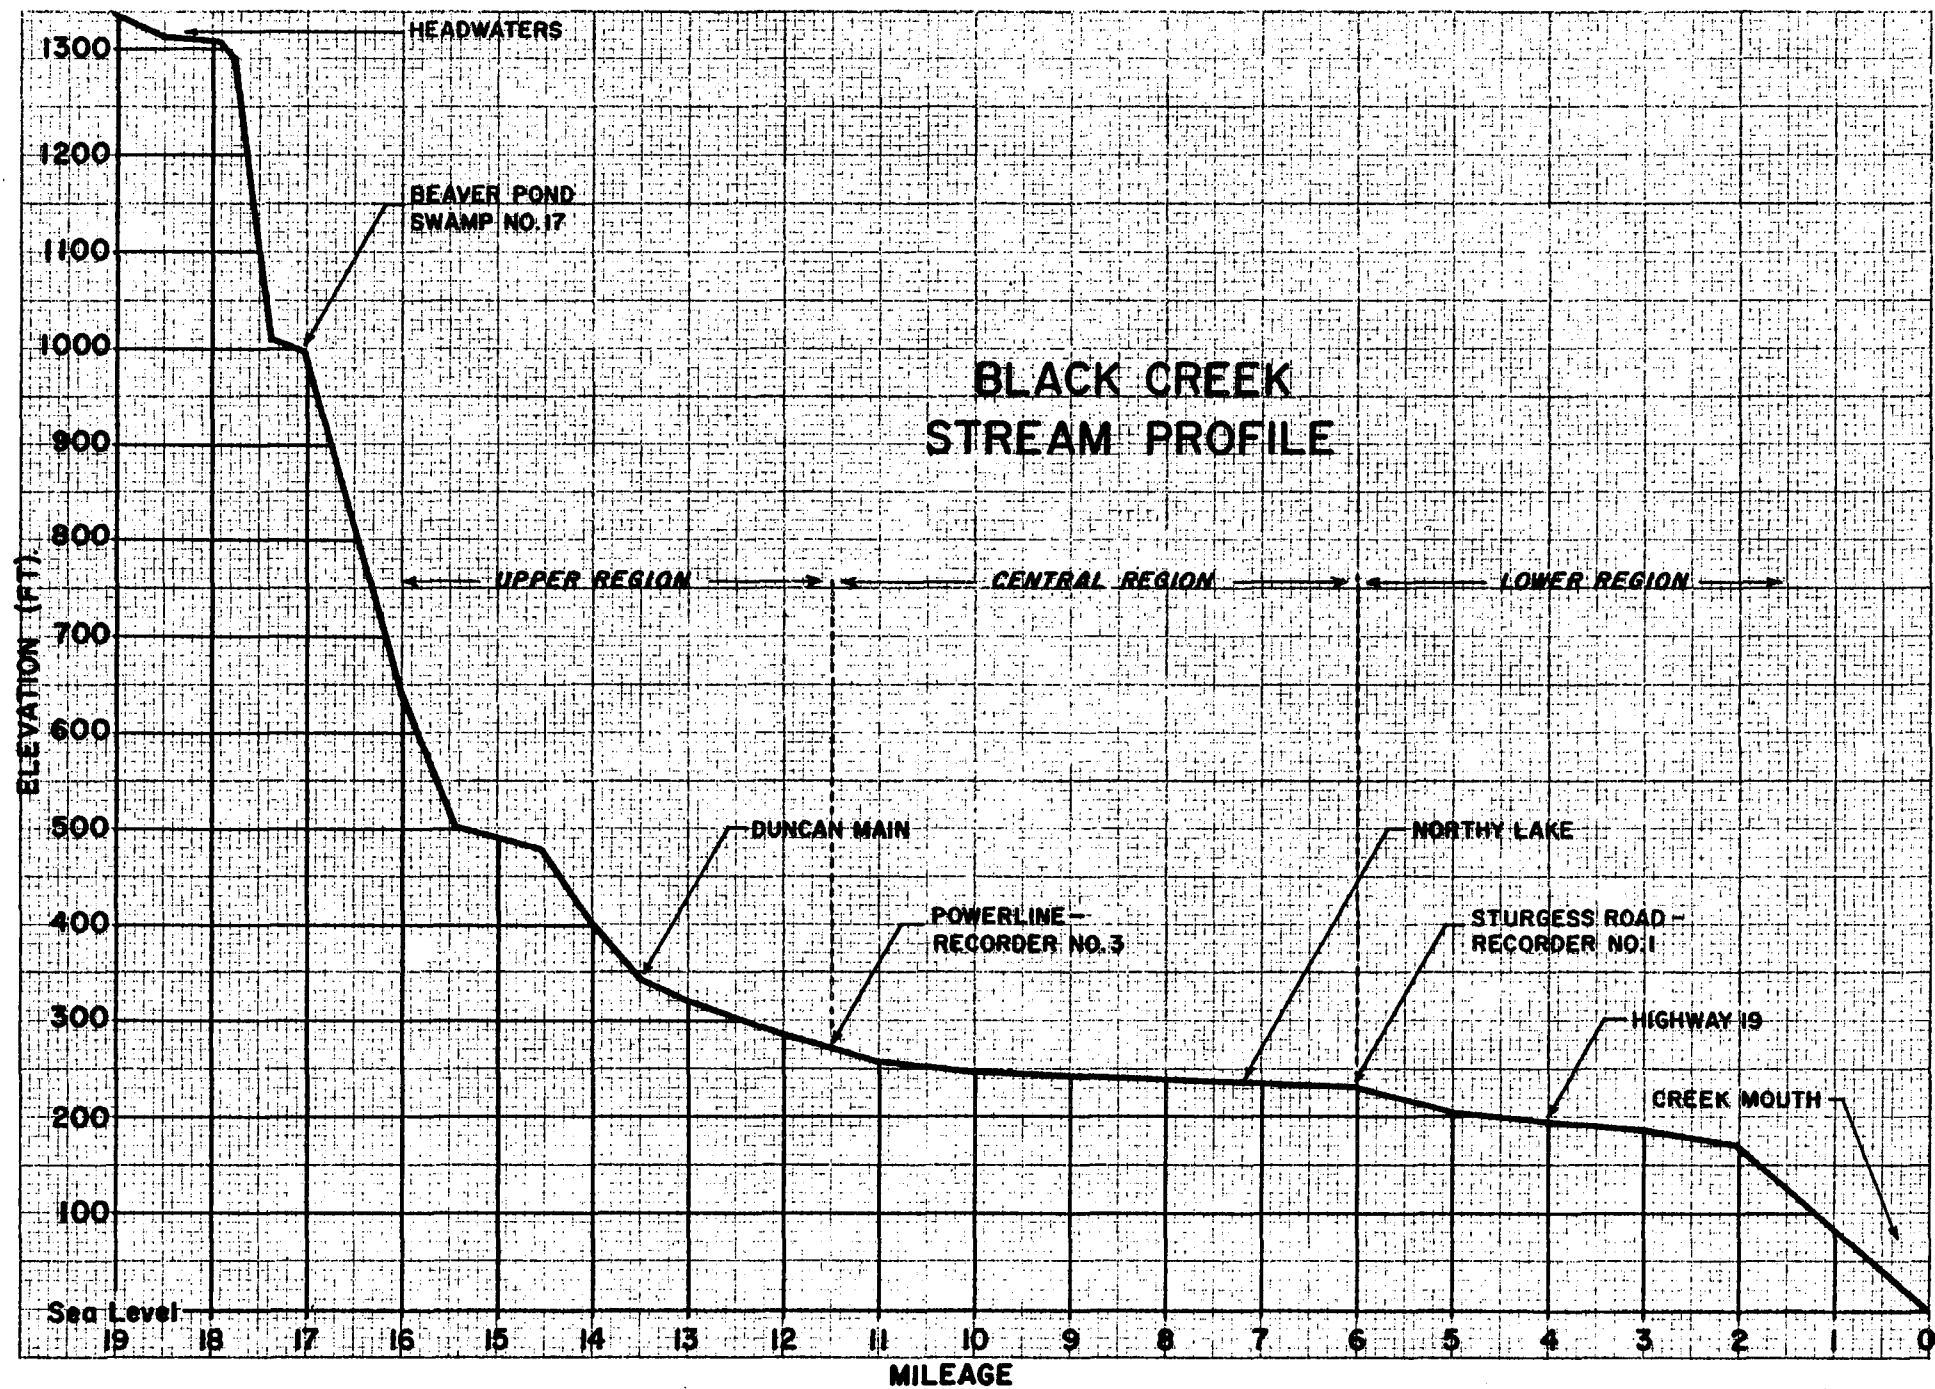 HEADWATERS
1300
1200
BEAVER POND
SWAMP NO. 17
1100
1000
BLACK CREEK
STREAM PROFILE
900
800
UPPER REGION
CENTRAL REGION
LOWER REGION
700
ELEVATION (FT).
600
500
DUNCAN MAIN
NORTHY LAKE
400
POWERLINE –
RECORDER NO. 3
STURGESS ROAD –
RECORDER NO. 1
300
HIGHWAY 19
200
CREEK MOUTH
100
Sea Level
19 18 17 16 15 14 13 12 11 10 9 8 7 6 5 4 3 2 1 0
MILEAGE